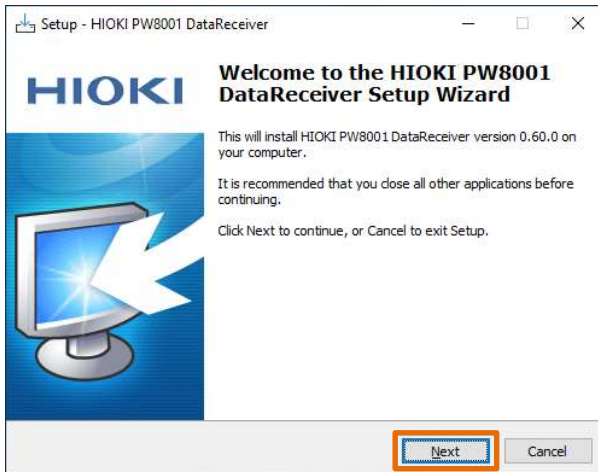 Setup - HIOKI PW8001 DataReceiver
HIOKI
Welcome to the HIOKI PW8001
DataReceiver Setup Wizard
This will install HIOKI PW8001 DataReceiver version 0.60.0 on
your computer.
It is recommended that you close all other applications before
continuing.
Click Next to continue, or Cancel to exit Setup.
Next
Cancel